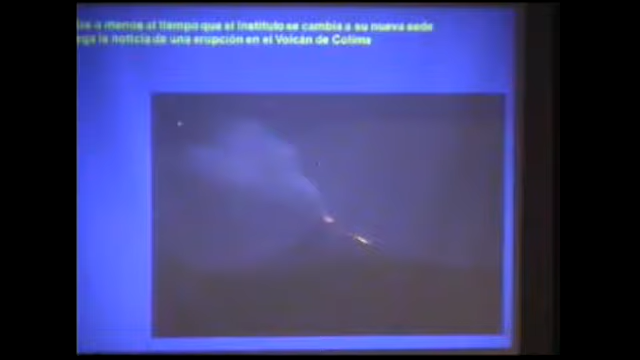 a menos al tiempo que el Instituto se cambia a su nueva sede
la noticia de una erupción en el Volcán de Colima